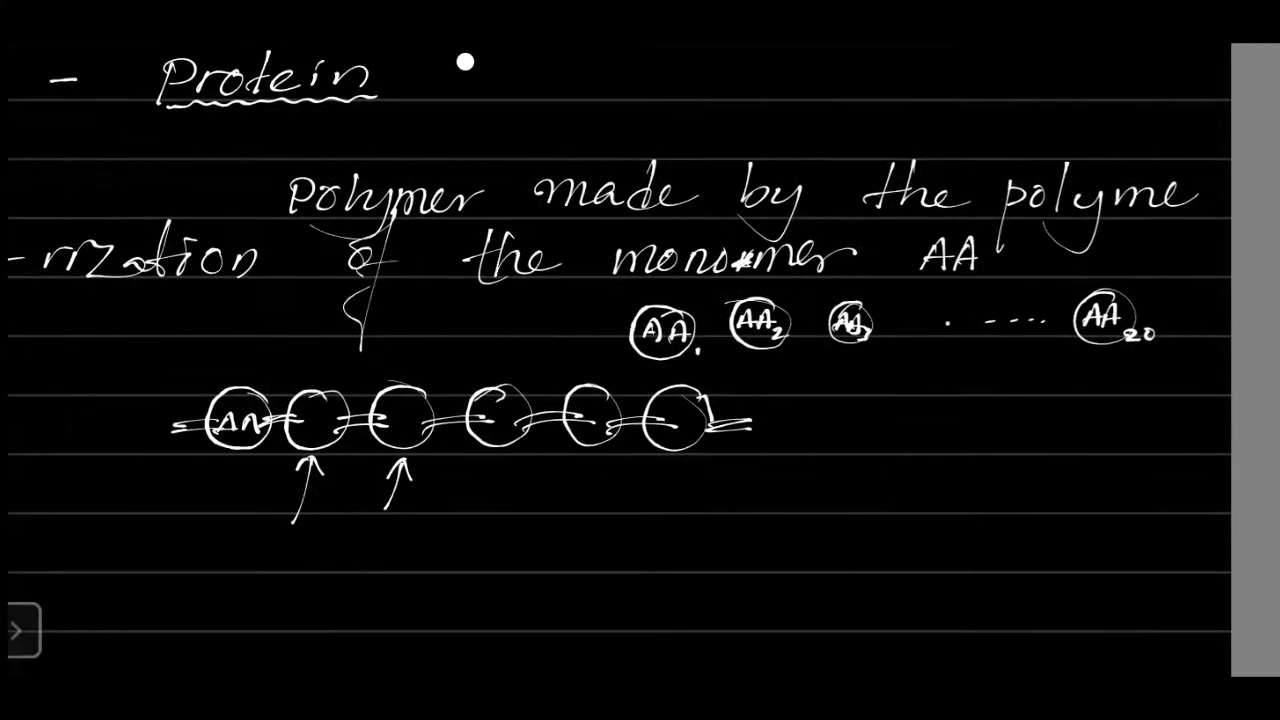 - Protein
polymer made by the polyme
-rization of the monomer AA
AA1 AA2 AA3 . ---- AA20
AA